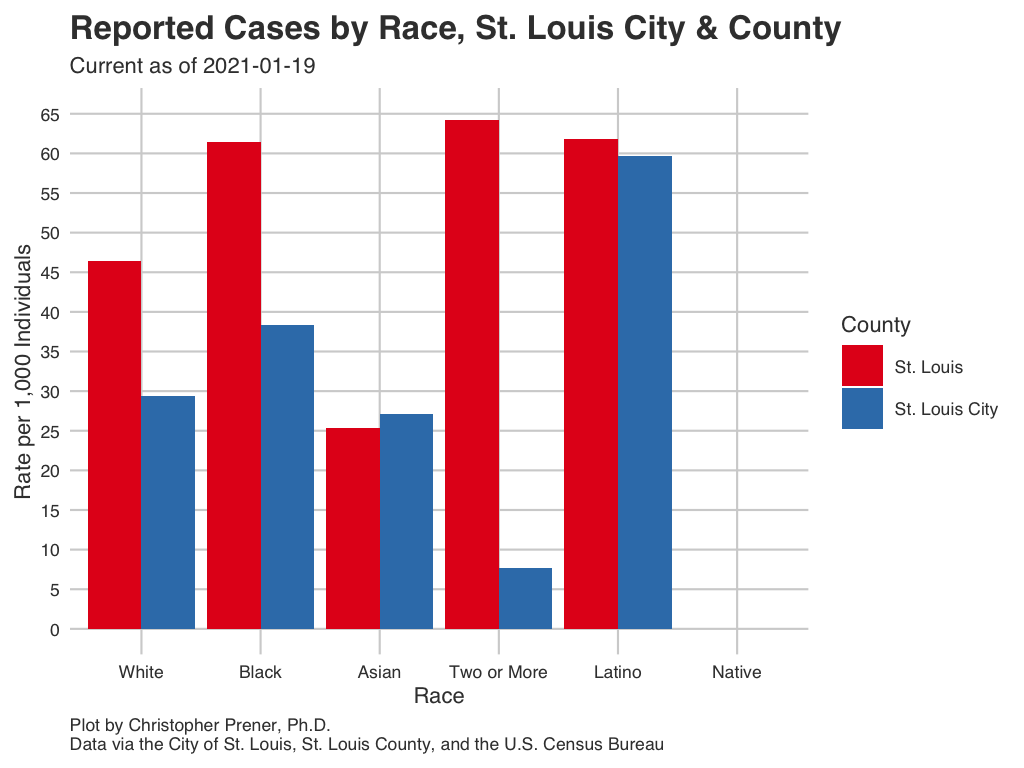 Reported Cases by Race, St. Louis City & County
Current as of 2021-01-19
Rate per 1,000 Individuals
65
60
55
50
45
40
35
30
25
20
15
10
5
0
White Black Asian Two or More Latino Native
Race
County
St. Louis
St. Louis City
Plot by Christopher Prener, Ph.D.
Data via the City of St. Louis, St. Louis County, and the U.S. Census Bureau